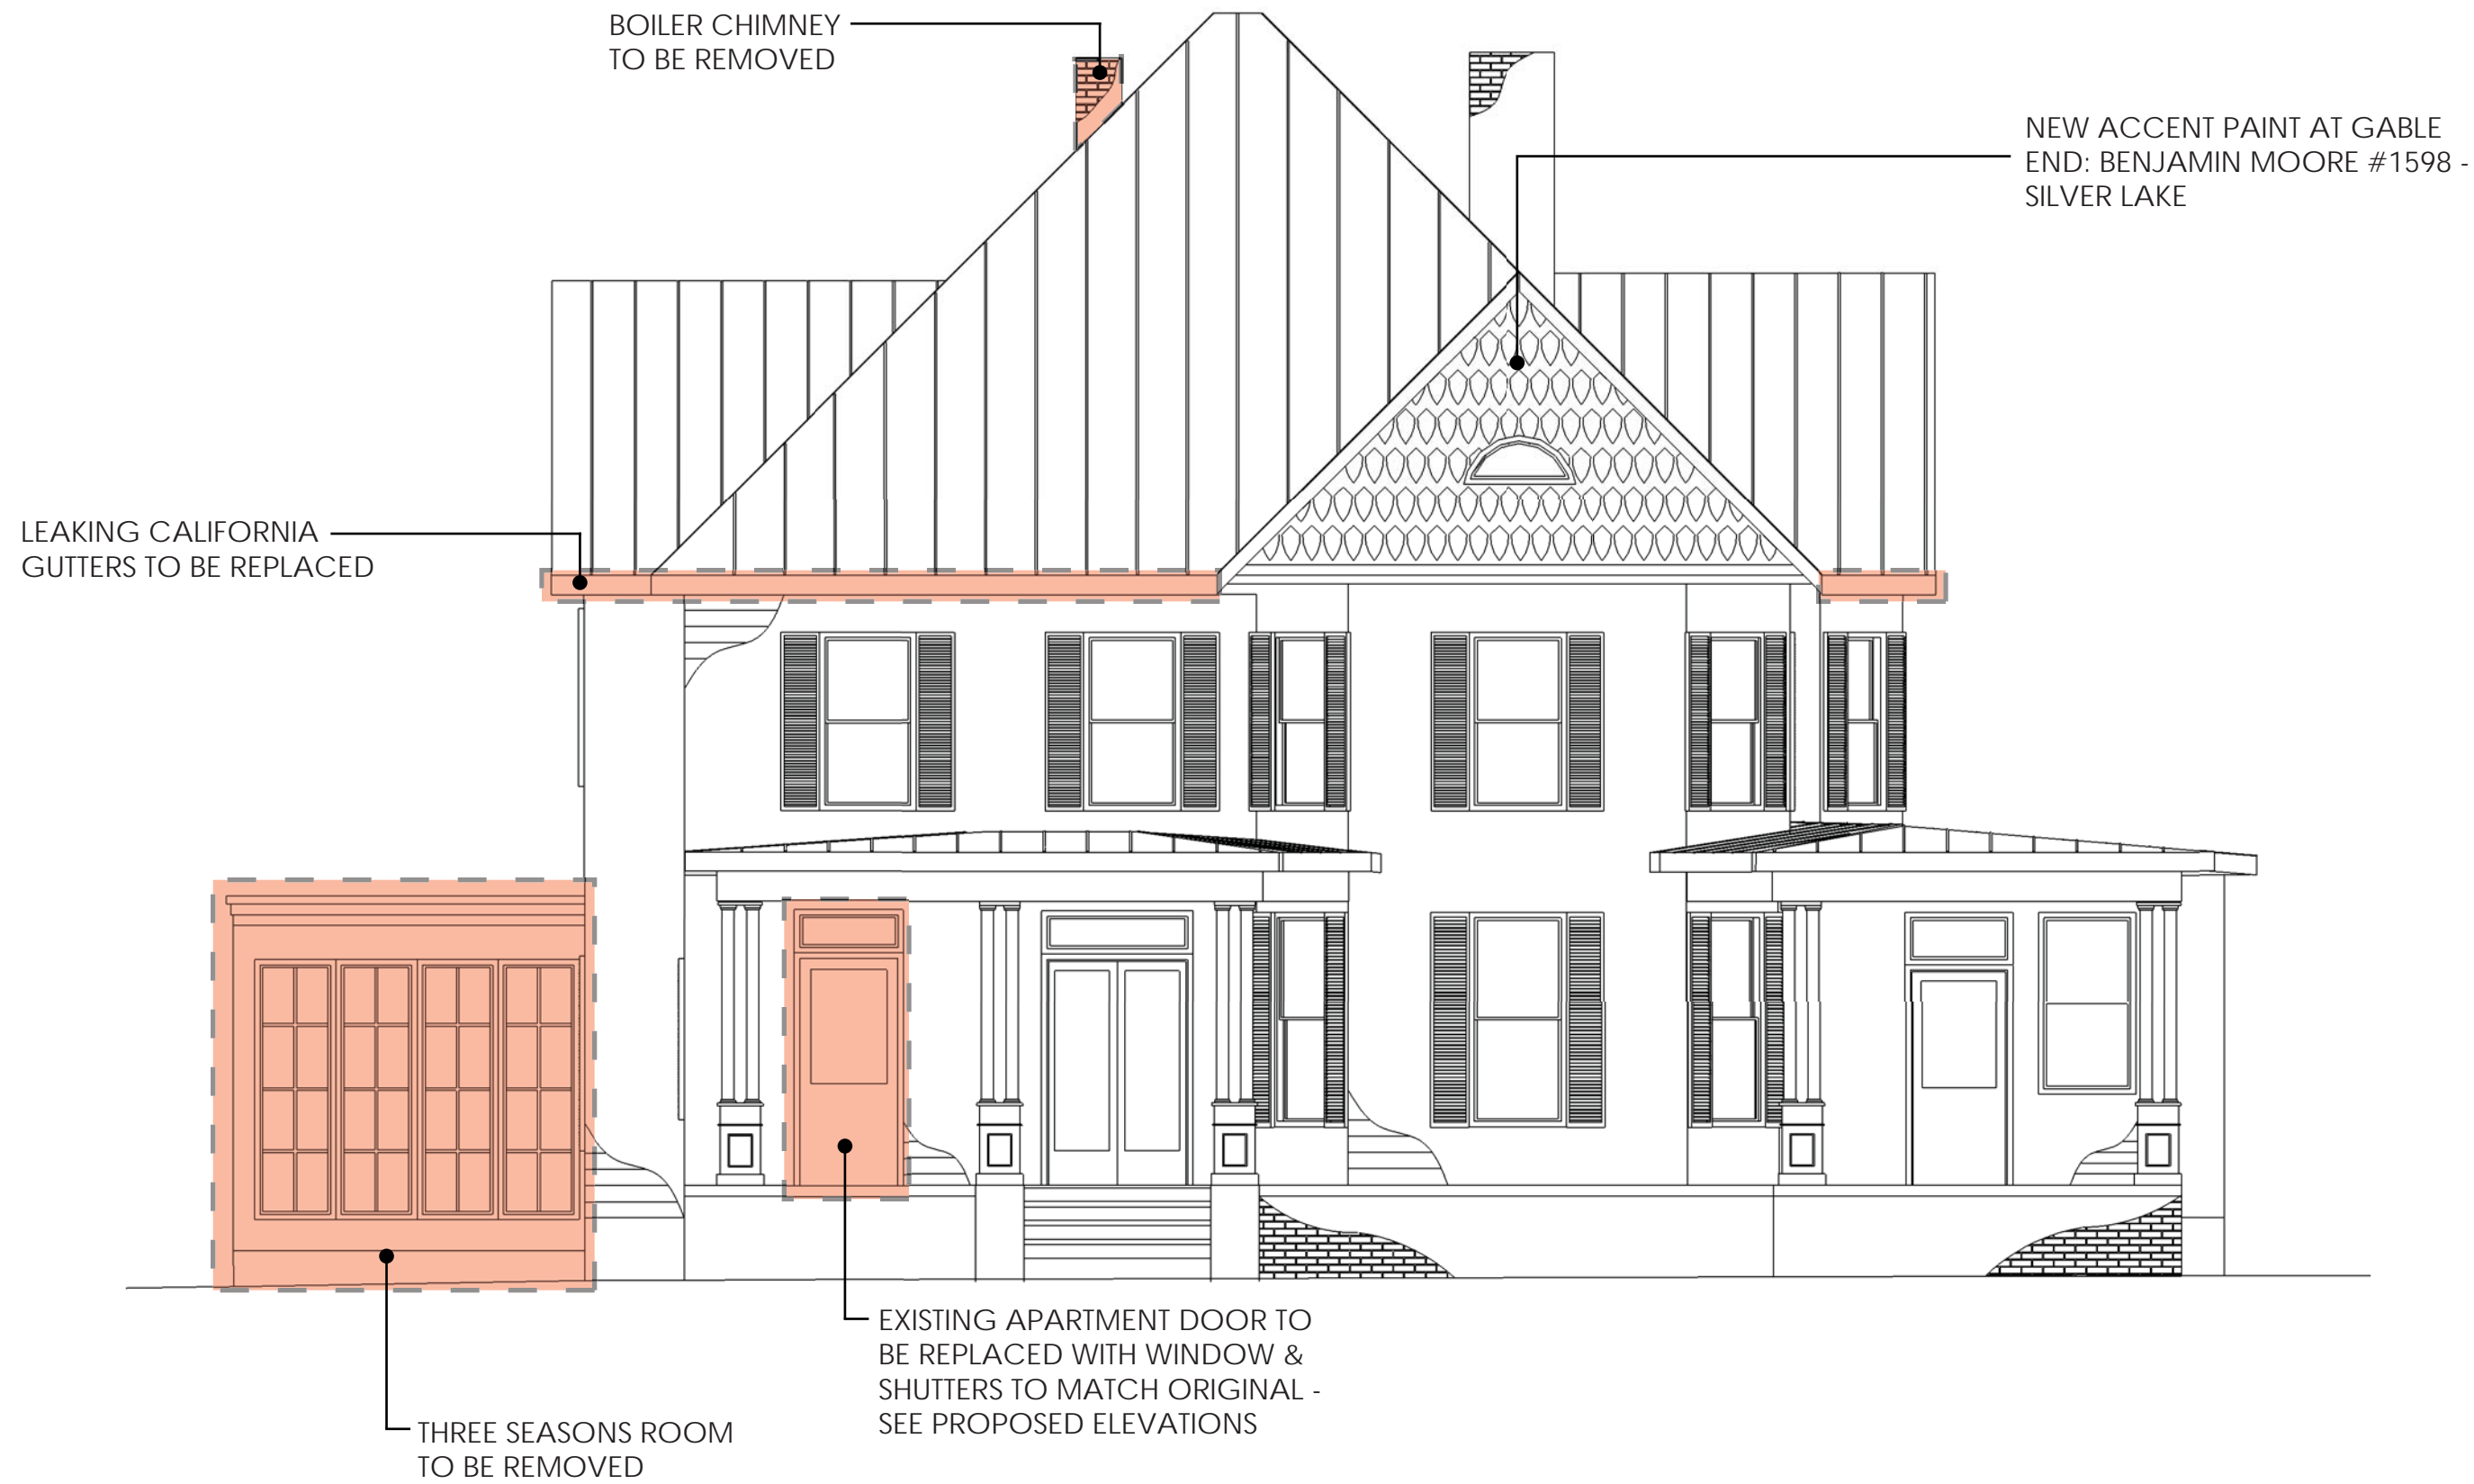 BOILER CHIMNEY
TO BE REMOVED
NEW ACCENT PAINT AT GABLE
END: BENJAMIN MOORE #1598 -
SILVER LAKE
LEAKING CALIFORNIA
GUTTERS TO BE REPLACED
EXISTING APARTMENT DOOR TO
BE REPLACED WITH WINDOW &
SHUTTERS TO MATCH ORIGINAL -
SEE PROPOSED ELEVATIONS
THREE SEASONS ROOM
TO BE REMOVED